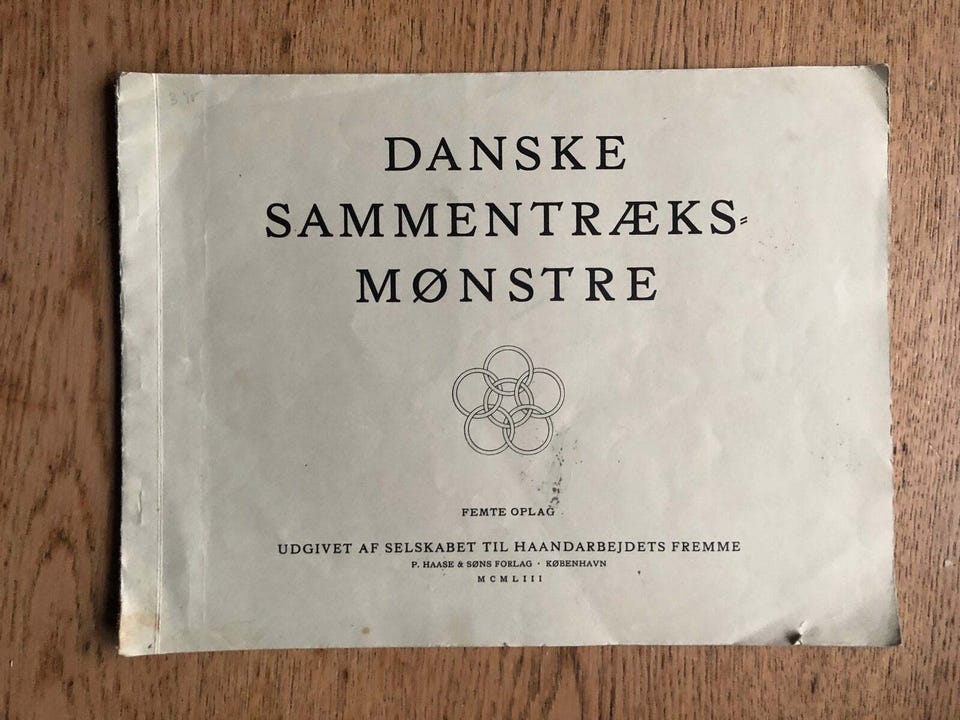 DANSKE
SAMMENTRÆKS=
MØNSTRE
FEMTE OPLAG
UDGIVET AF SELSKABET TIL HAANDARBEJDETS FREMME
P. HAASE & SØNS FORLAG · KØBENHAVN
MCMLIII